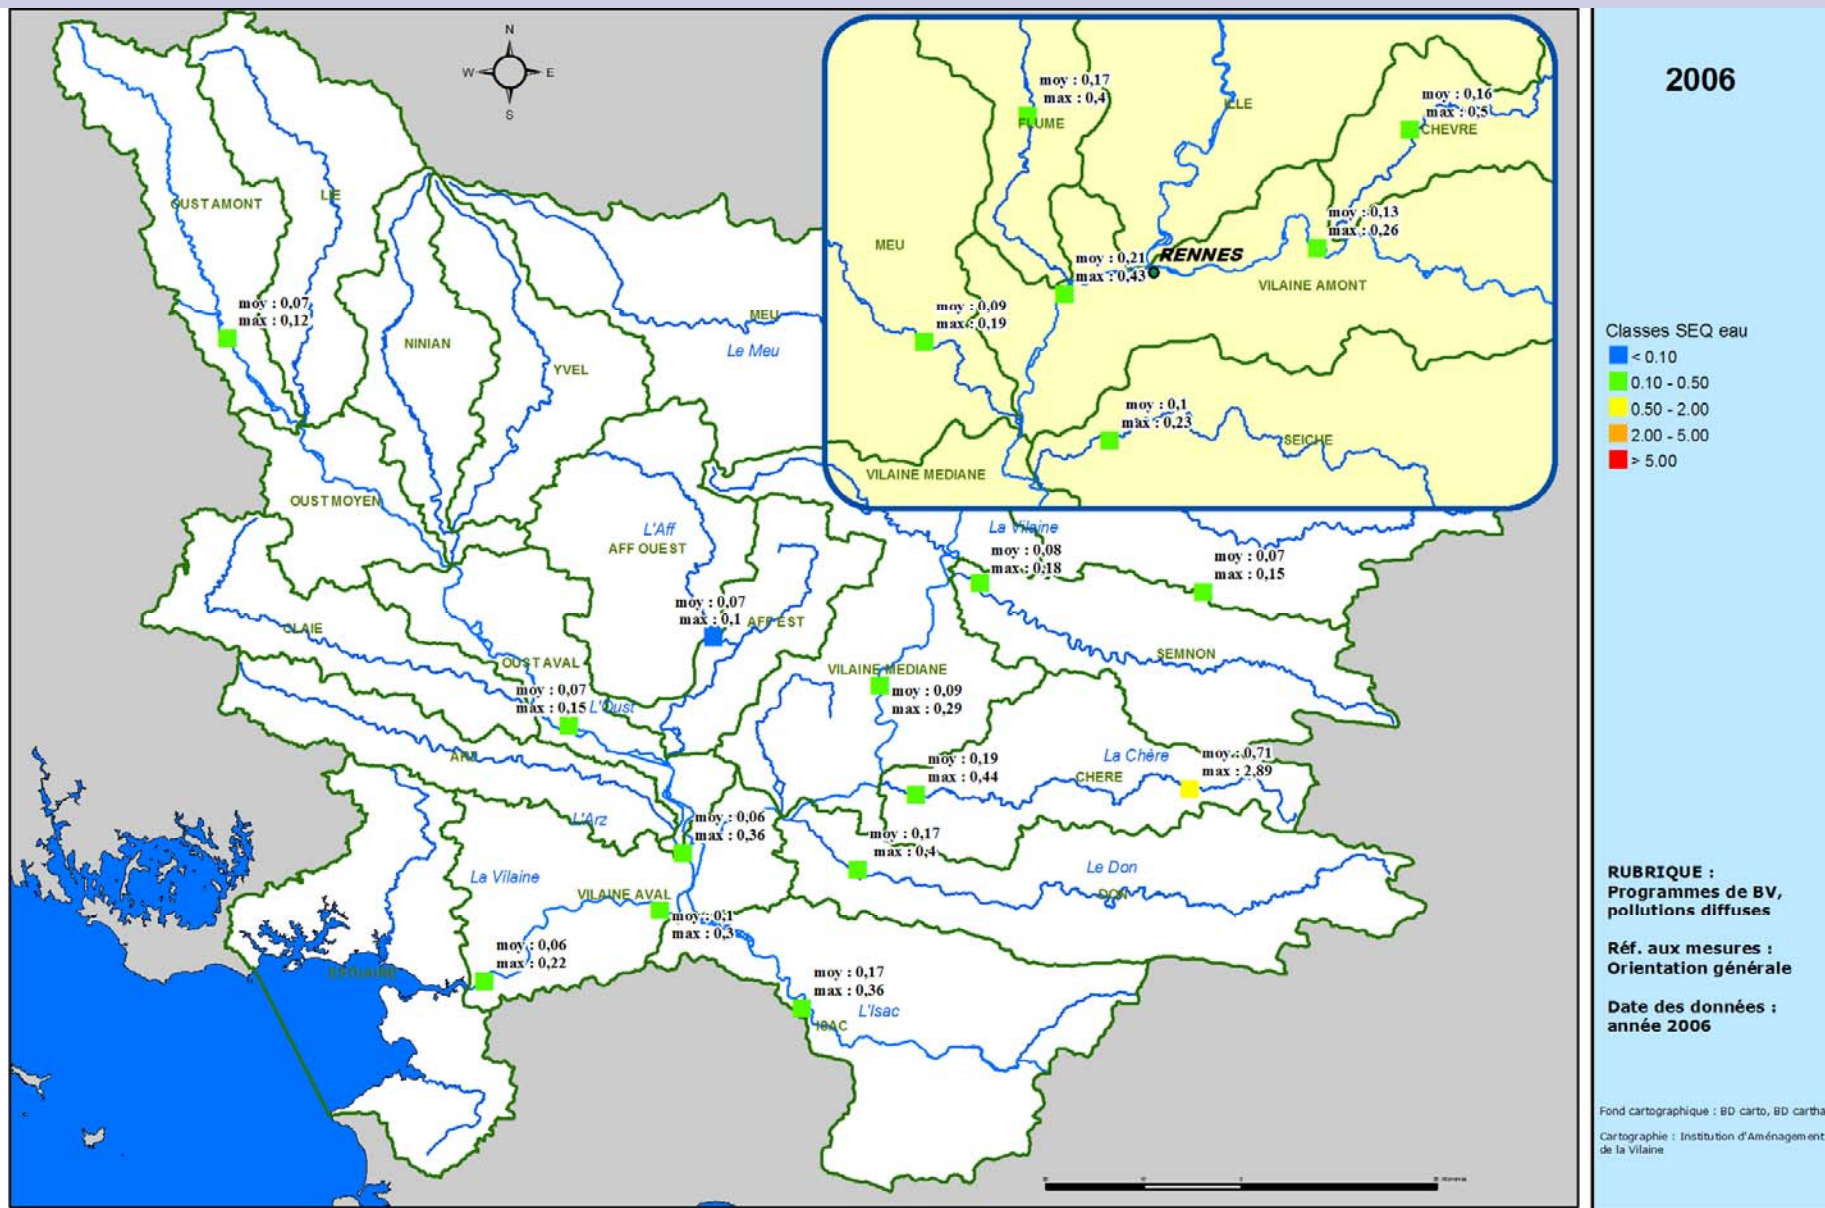 2006
N
W
E
S
OUST AMONT
LIE
NINIAN
YVEL
MEU
Le Meu
moy : 0,07
max : 0,12
moy : 0,17
max : 0,4
FLUME
ILLE
moy : 0,16
max : 0,5
CHEVRE
moy : 0,13
max : 0,26
MEU
moy : 0,21
max : 0,43
RENNES
VILAINE AMONT
moy : 0,09
max : 0,19
moy : 0,1
max : 0,23
SEICHE
VILAINE MEDIANE
OUST MOYEN
L'Aff
AFF OUEST
La Vilaine
moy : 0,08
max : 0,18
moy : 0,07
max : 0,15
moy : 0,07
max : 0,1
AFF EST
CLAIE
OUST AVAL
SEMNON
VILAINE MEDIANE
moy : 0,07
max : 0,15
L'Oust
moy : 0,09
max : 0,29
ARZ
moy : 0,19
max : 0,44
La Chère
CHERE
moy : 0,71
max : 2,89
L'Arz
moy : 0,06
max : 0,36
moy : 0,17
max : 0,4
Le Don
DON
La Vilaine
VILAINE AVAL
moy : 0,1
max : 0,3
moy : 0,06
max : 0,22
ESTUAIRE
moy : 0,17
max : 0,36
L'Isac
ISAC
Classes SEQ eau
< 0.10
0.10 - 0.50
0.50 - 2.00
2.00 - 5.00
> 5.00
RUBRIQUE :
Programmes de BV,
pollutions diffuses
Réf. aux mesures :
Orientation générale
Date des données :
année 2006
Fond cartographique : BD carto, BD cartha
Cartographie : Institution d'Aménagement
de la Vilaine